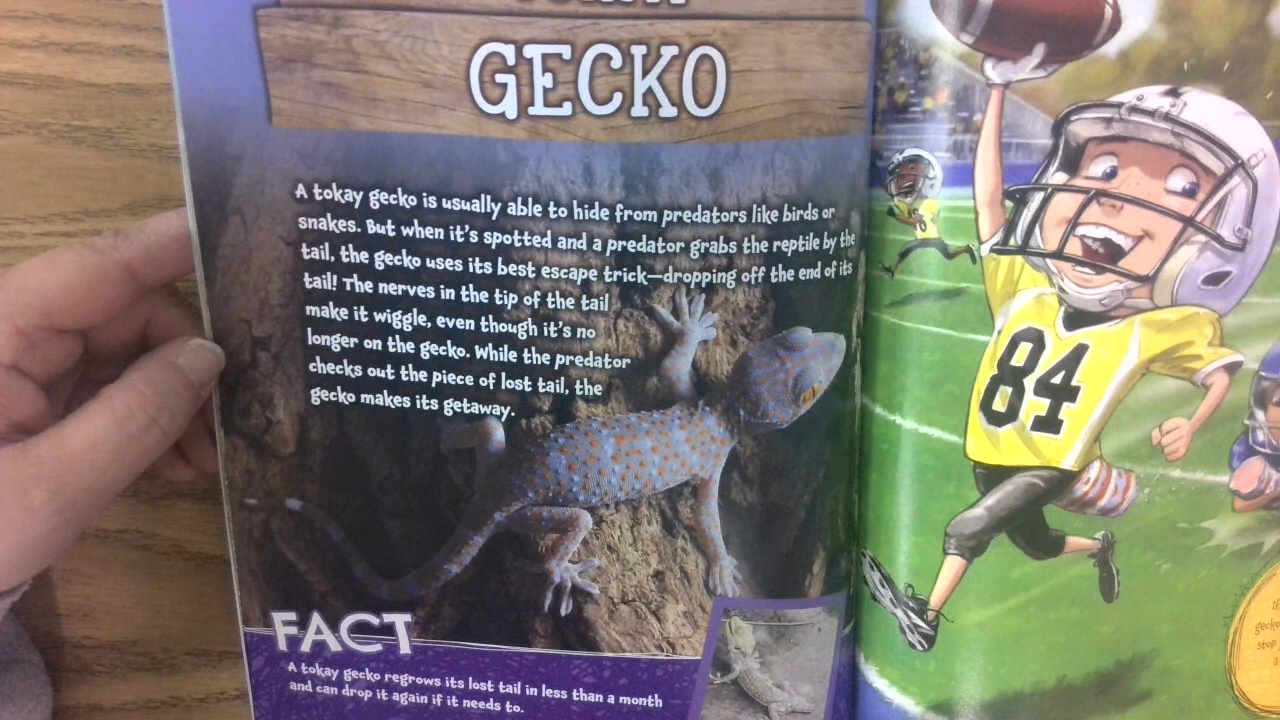 GECKO
A tokay gecko is usually able to hide from predators like birds or
snakes. But when it's spotted and a predator grabs the reptile by the
tail, the gecko uses its best escape trick—dropping off the end of its
tail! The nerves in the tip of the tail
make it wiggle, even though it's no
longer on the gecko. While the predator
checks out the piece of lost tail, the
gecko makes its getaway.
FACT
A tokay gecko regrows its lost tail in less than a month
and can drop it again if it needs to.
84